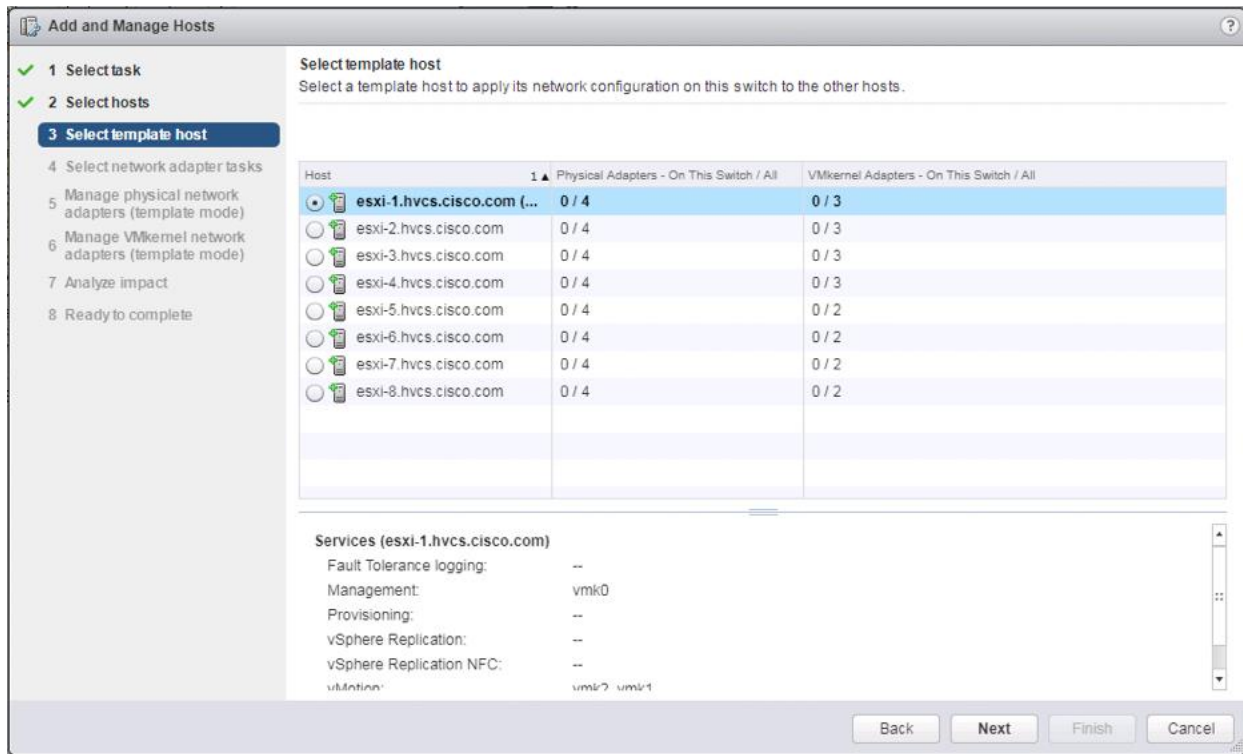 Add and Manage Hosts
?
1 Select task
2 Select hosts
3 Select template host
4 Select network adapter tasks
5 Manage physical network
adapters (template mode)
6 Manage VMkernel network
adapters (template mode)
7 Analyze impact
8 Ready to complete
Select template host
Select a template host to apply its network configuration on this switch to the other hosts.
Host 1 ▲ Physical Adapters - On This Switch / All VMkernel Adapters - On This Switch / All
esxi-1.hvcs.cisco.com (... 0 / 4 0 / 3
esxi-2.hvcs.cisco.com 0 / 4 0 / 3
esxi-3.hvcs.cisco.com 0 / 4 0 / 3
esxi-4.hvcs.cisco.com 0 / 4 0 / 3
esxi-5.hvcs.cisco.com 0 / 4 0 / 2
esxi-6.hvcs.cisco.com 0 / 4 0 / 2
esxi-7.hvcs.cisco.com 0 / 4 0 / 2
esxi-8.hvcs.cisco.com 0 / 4 0 / 2
Services (esxi-1.hvcs.cisco.com)
Fault Tolerance logging: --
Management: vmk0
Provisioning: --
vSphere Replication: --
vSphere Replication NFC: --
vMotion: vmk2, vmk1
Back Next Finish Cancel